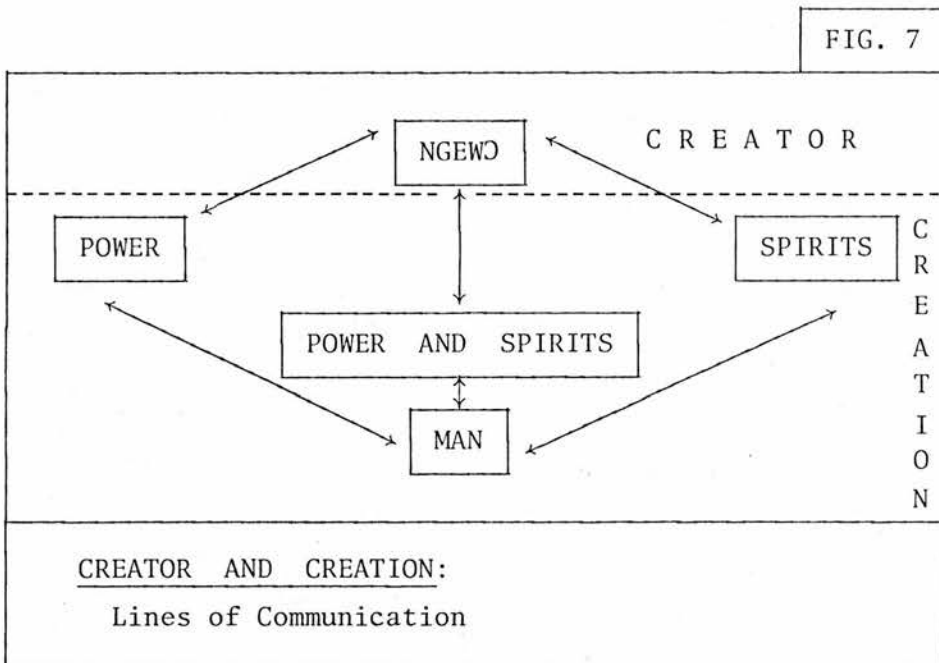 FIG. 7
CREATOR
NGEWƆ
POWER
SPIRITS
CREATION
POWER AND SPIRITS
MAN
CREATOR AND CREATION:
Lines of Communication